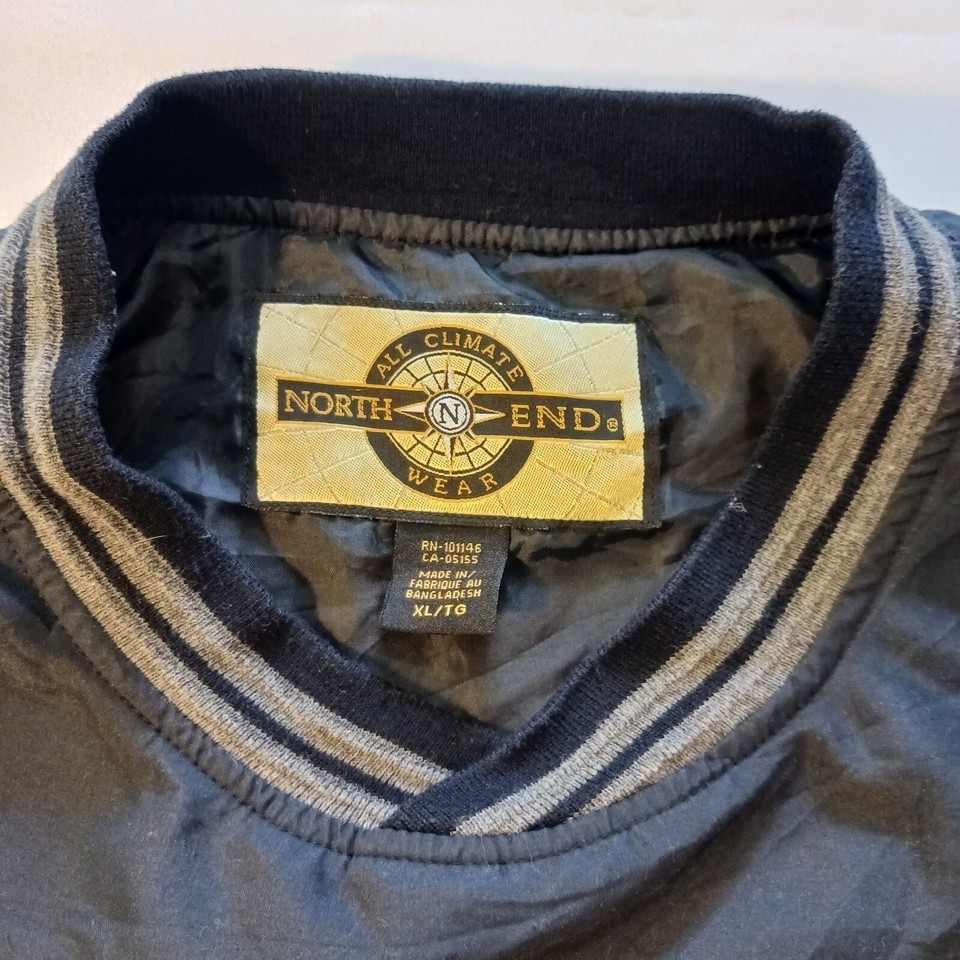 ALL CLIMATE
NORTH N END®
WEAR
RN-101146
CA-05155
MADE IN/
FABRIQUE AU
BANGLADESH
XL/TG